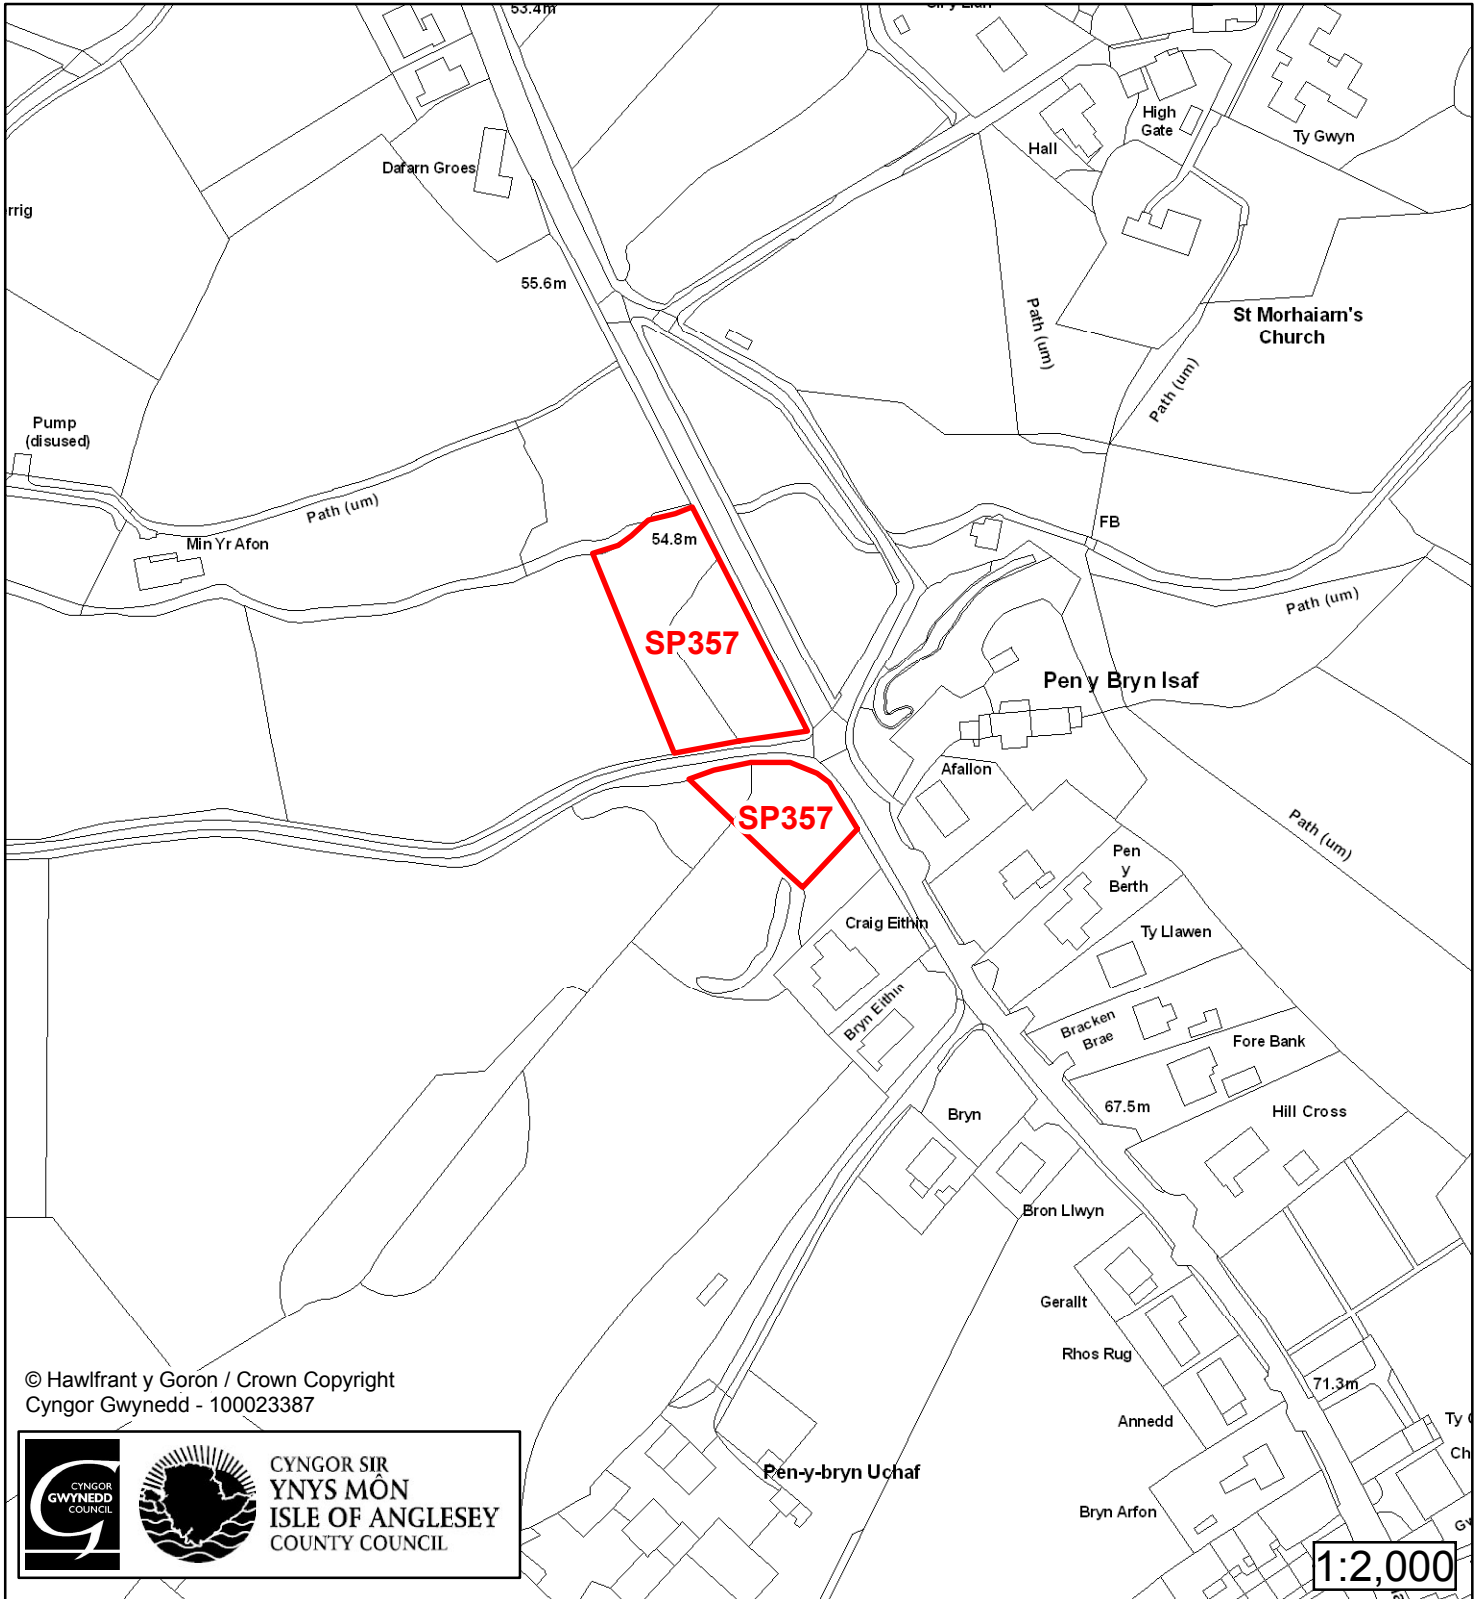 53.4m
High
Gate
Ty Gwyn
Hall
Dafarn Groes
rrig
55.6m
Path (um)
St Morhaiarn's
Church
Path (um)
Pump
(disused)
Path (um)
FB
Min Yr Afon
54.8m
Path (um)
SP357
Pen y Bryn Isaf
Afallon
SP357
Path (um)
Pen
y
Berth
Craig Eithin
Ty Llawen
Bryn Eithin
Bracken
Brae
Fore Bank
67.5m
Hill Cross
Bryn
Bron Llwyn
Gerallt
Rhos Rug
71.3m
Annedd
Ty
Ch
Pen-y-bryn Uchaf
Bryn Arfon
Gw
© Hawlfrant y Goron / Crown Copyright
Cyngor Gwynedd - 100023387
CYNGOR
GWYNEDD
COUNCIL
CYNGOR SIR
YNYS MÔN
ISLE OF ANGLESEY
COUNTY COUNCIL
1:2,000